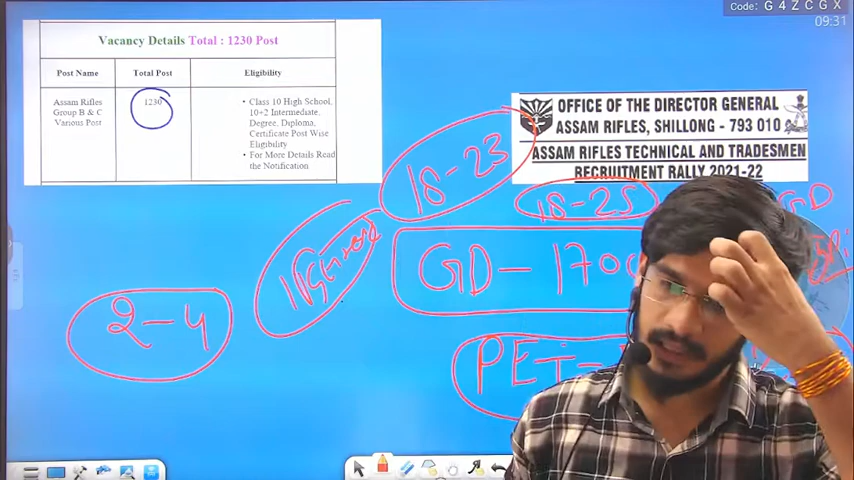 Code: G4ZCGX
09:31
Vacancy Details Total : 1230 Post
Post Name Total Post Eligibility
Assam Rifles
Group B & C
Various Post
1230
• Class 10 High School,
10+2 Intermediate,
Degree, Diploma,
Certificate Post Wise
Eligibility
• For More Details Read
the Notification
OFFICE OF THE DIRECTOR GENERAL
ASSAM RIFLES, SHILLONG - 793 010
ASSAM RIFLES TECHNICAL AND TRADESMEN
RECRUITMENT RALLY 2021-22
18-23
18-25
GD
GD - 170
2-4
PET -